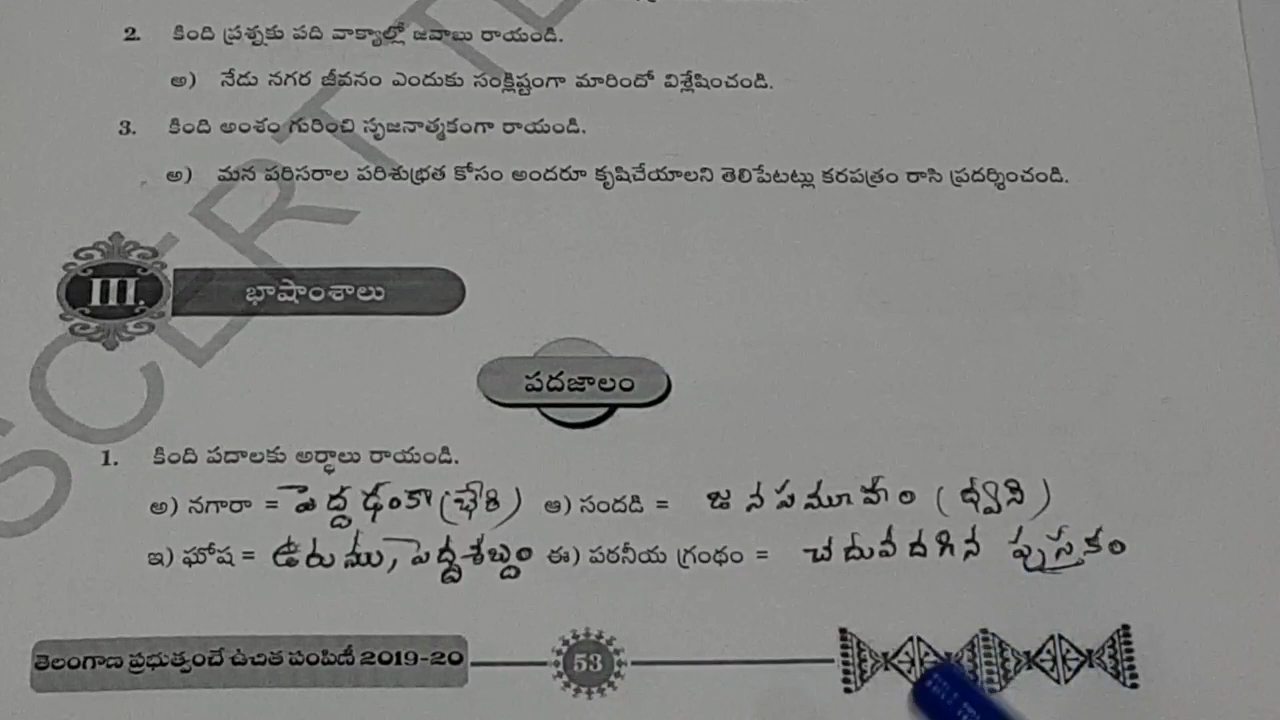 2. కింది ప్రశ్నకు పది వాక్యాల్లో జవాబు రాయండి.
అ) నేడు నగర జీవనం ఎందుకు సంక్లిష్టంగా మారిందో విశ్లేషించండి.
3. కింది అంశం గురించి సృజనాత్మకంగా రాయండి.
అ) మన పరిసరాల పరిశుభ్రత కోసం అందరూ కృషిచేయాలని తెలిపేటట్లు కరపత్రం రాసి ప్రదర్శించండి.
III. భాషాంశాలు
పదజాలం
1. కింది పదాలకు అర్థాలు రాయండి.
అ) నగారా = పెద్ద ఢంకా (భేరి) ఆ) సందడి = జనసమూహం (ధ్వని)
ఇ) ఘోష = ఉరుము, పెద్దశబ్దం ఈ) పఠనీయ గ్రంథం = చదువదగిన పుస్తకం
తెలంగాణ ప్రభుత్వంచే ఉచిత పంపిణీ 2019-20 53
SCERT